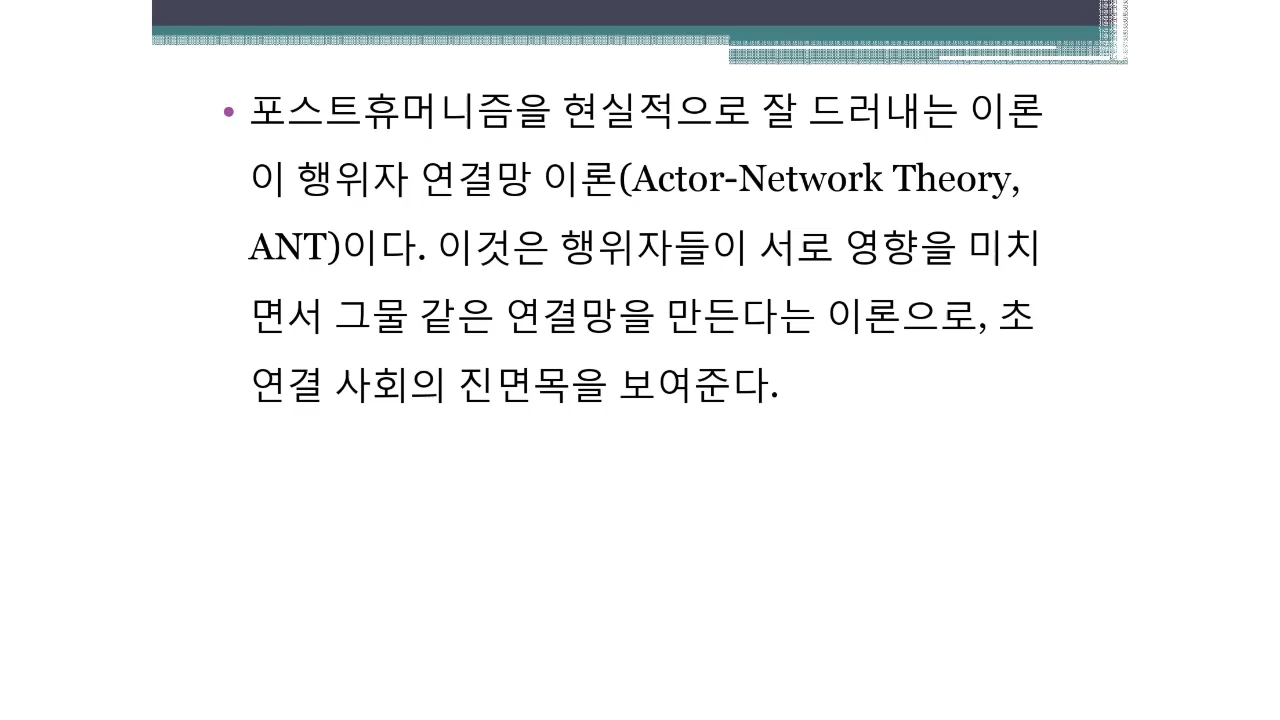 • 포스트휴머니즘을 현실적으로 잘 드러내는 이론
이 행위자 연결망 이론(Actor-Network Theory,
ANT)이다. 이것은 행위자들이 서로 영향을 미치
면서 그물 같은 연결망을 만든다는 이론으로, 초
연결 사회의 진면목을 보여준다.